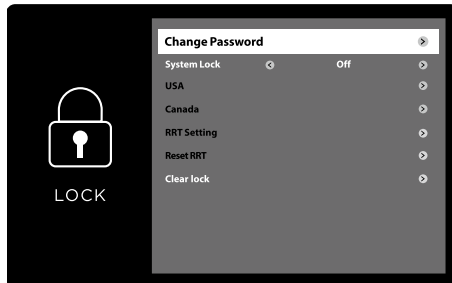 Change Password
System Lock Off
USA
Canada
RRT Setting
Reset RRT
Clear lock
LOCK